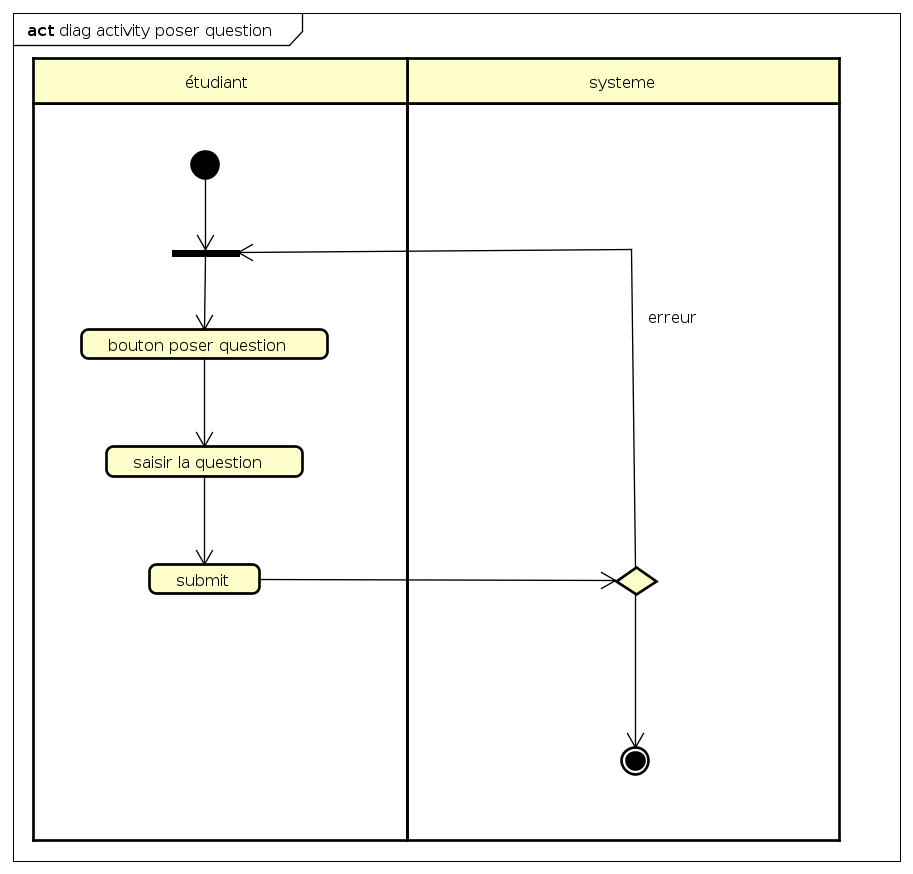 act diag activity poser question
étudiant
systeme
erreur
bouton poser question
saisir la question
submit